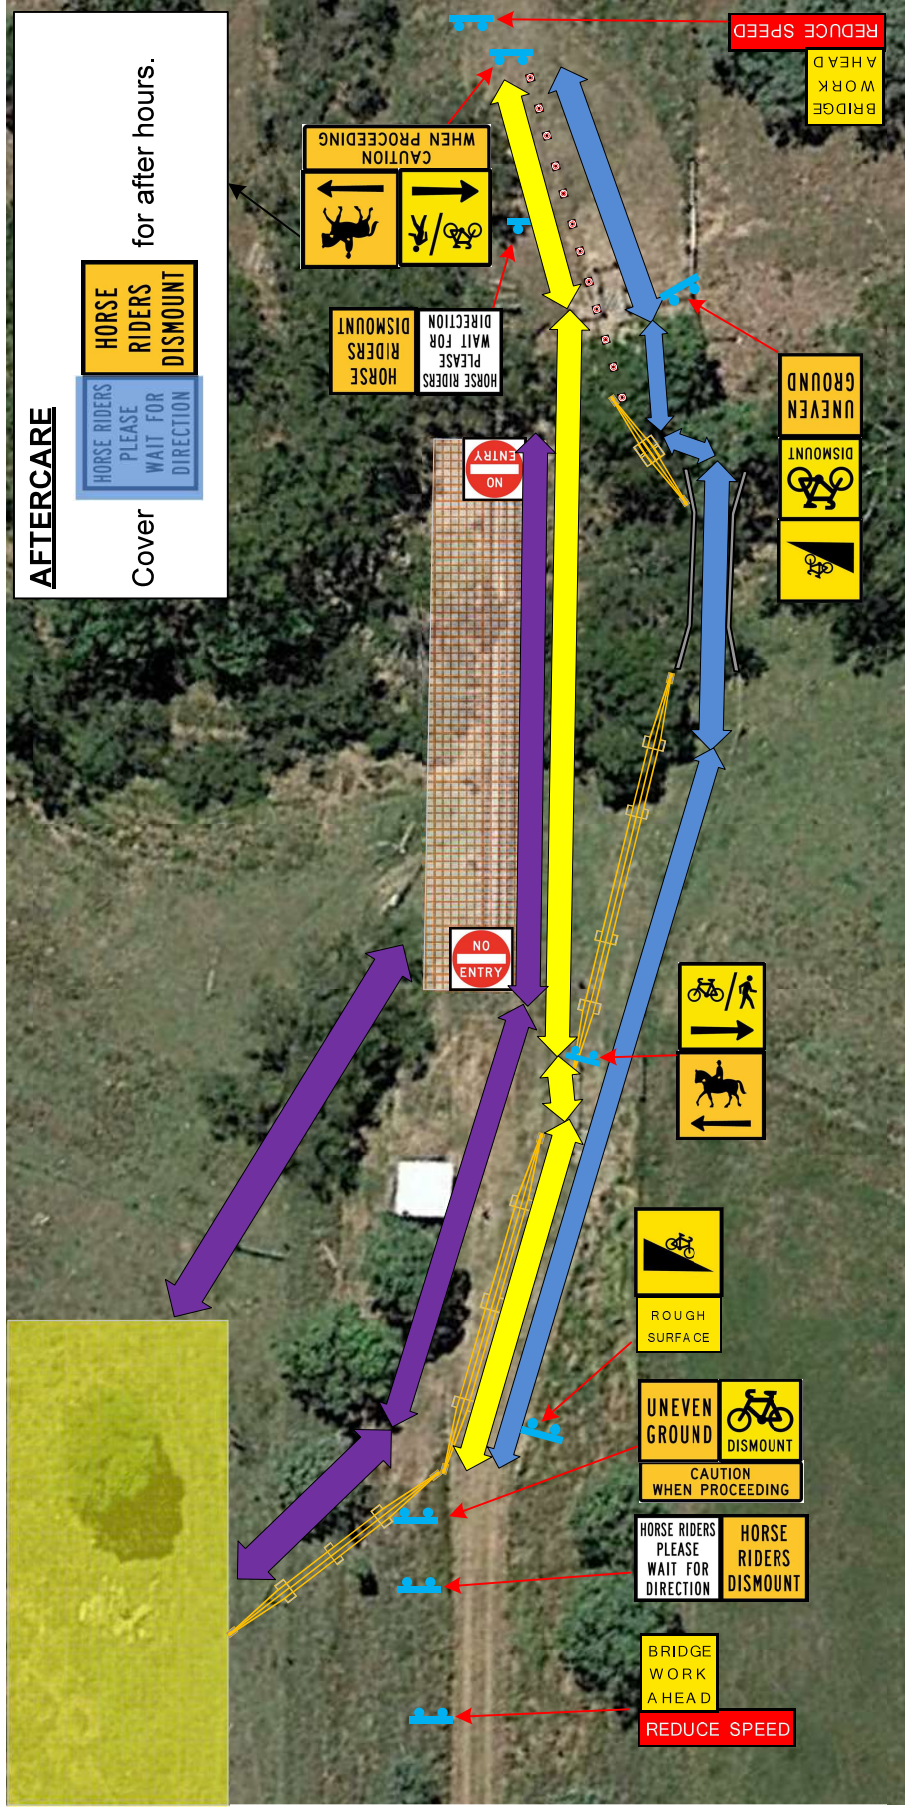 AFTERCARE
Cover
HORSE RIDERS
PLEASE
WAIT FOR
DIRECTION
HORSE
RIDERS
DISMOUNT
for after hours.
REDUCE SPEED
BRIDGE
WORK
AHEAD
CAUTION
WHEN PROCEEDING
HORSE
RIDERS
DISMOUNT
HORSE RIDERS
PLEASE
WAIT FOR
DIRECTION
NO
ENTRY
UNEVEN
GROUND
DISMOUNT
NO
ENTRY
ROUGH
SURFACE
UNEVEN
GROUND
DISMOUNT
CAUTION
WHEN PROCEEDING
HORSE RIDERS
PLEASE
WAIT FOR
DIRECTION
HORSE
RIDERS
DISMOUNT
BRIDGE
WORK
AHEAD
REDUCE SPEED